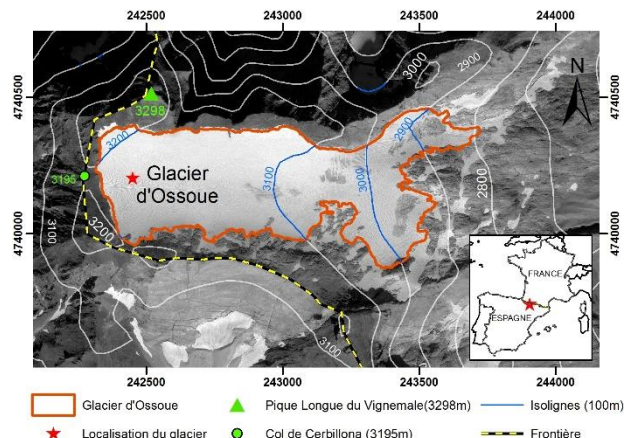 242500 243000 243500 244000
4740500
4740000
3000
2900
N
3298
3200
3195
Glacier
d'Ossoue
3100
3000
2900
2800
3100
3200
3100
FRANCE
ESPAGNE
242500 243000 243500 244000
Glacier d'Ossoue
Pique Longue du Vignemale(3298m)
Isolignes (100m)
Localisation du glacier
Col de Cerbillona (3195m)
Frontière